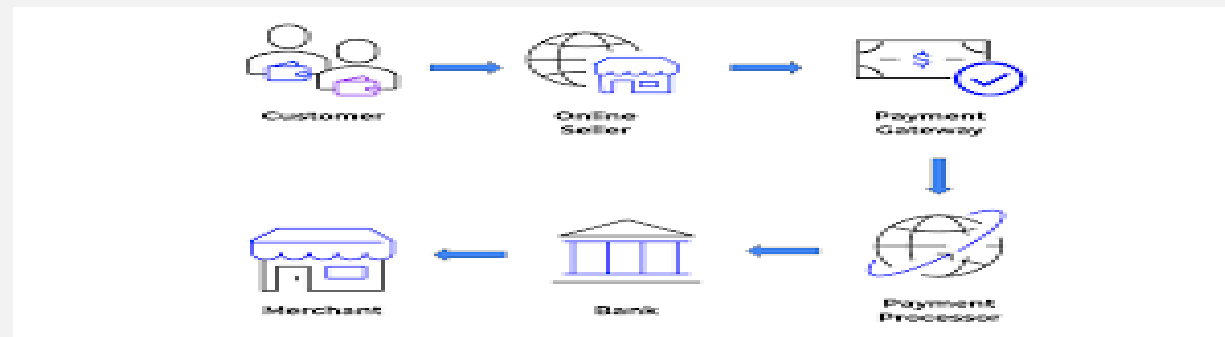 Customer
Online
Seller
$
Payment
Gateway
Merchant
Bank
Payment
Processor